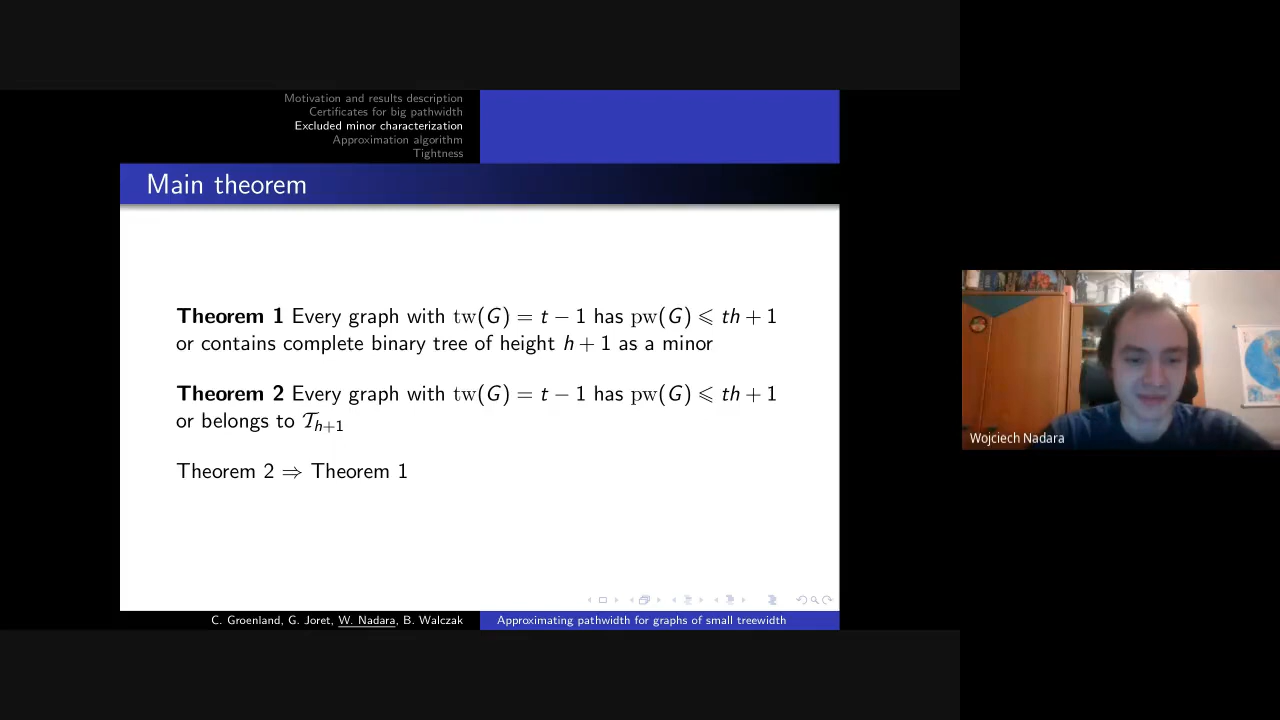 Motivation and results description
Certificates for big pathwidth
Excluded minor characterization
Approximation algorithm
Tightness
Main theorem
Theorem 1 Every graph with tw(G) = t − 1 has pw(G) ⩽ th + 1
or contains complete binary tree of height h + 1 as a minor
Theorem 2 Every graph with tw(G) = t − 1 has pw(G) ⩽ th + 1
or belongs to 𝒯ₕ₊₁
Theorem 2 ⇒ Theorem 1
C. Groenland, G. Joret, W. Nadara, B. Walczak
Approximating pathwidth for graphs of small treewidth
Wojciech Nadara